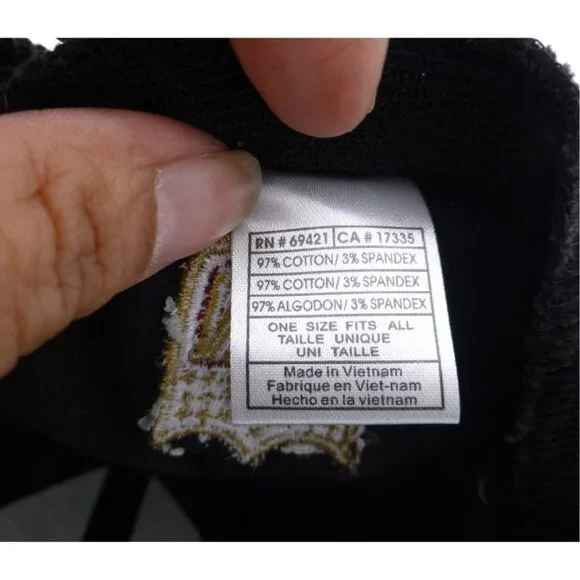 RN # 69421 CA # 17335
97% COTTON/ 3% SPANDEX
97% COTTON/ 3% SPANDEX
97% ALGODON/ 3% SPANDEX
ONE SIZE FITS ALL
TAILLE UNIQUE
UNI TAILLE
Made in Vietnam
Fabrique en Viet-nam
Hecho en la vietnam